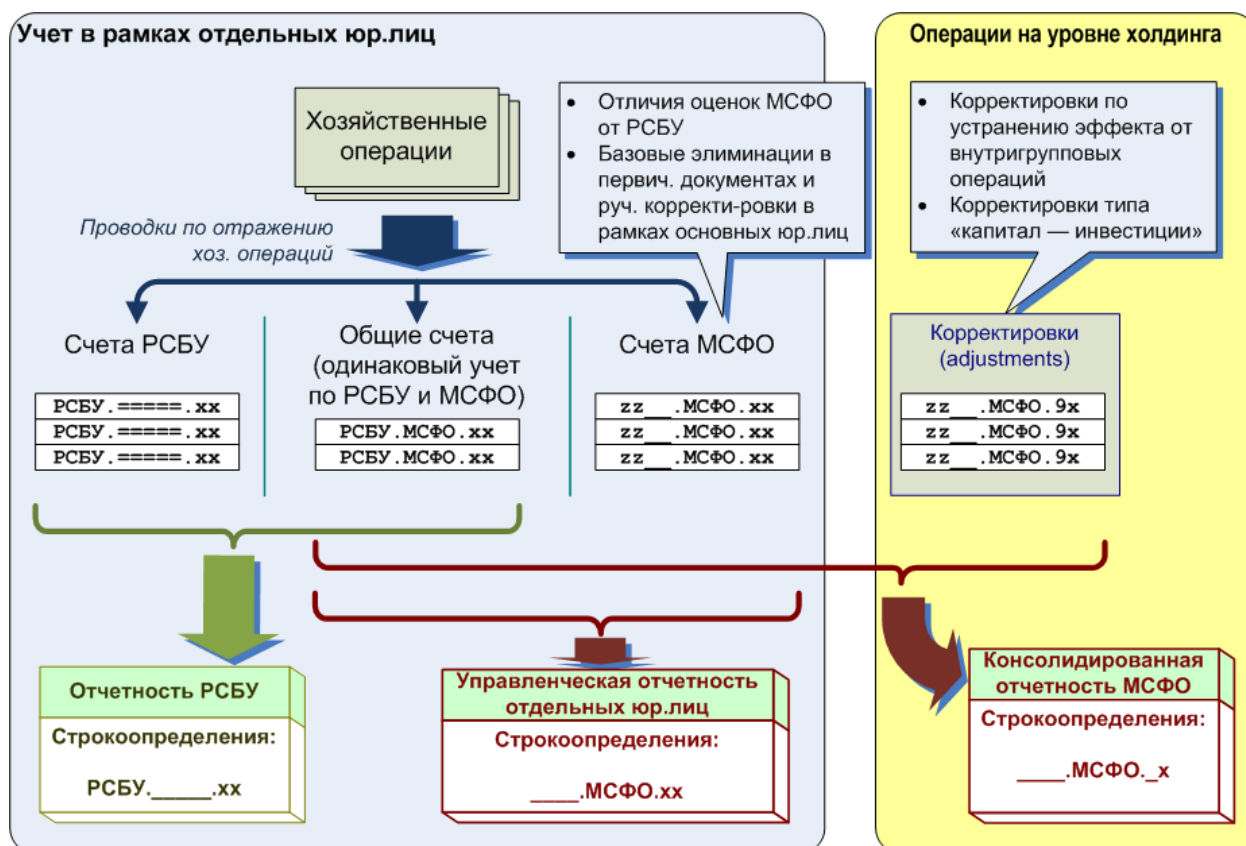 Учет в рамках отдельных юр.лиц
Хозяйственные
операции
• Отличия оценок МСФО
от РСБУ
• Базовые элиминации в
первич. документах и
руч. корректи-ровки в
рамках основных юр.лиц
Проводки по отражению
хоз. операций
Счета РСБУ
РСБУ.=====.xx
РСБУ.=====.xx
РСБУ.=====.xx
Общие счета
(одинаковый учет
по РСБУ и МСФО)
РСБУ.МСФО.xx
РСБУ.МСФО.xx
Счета МСФО
zz__.МСФО.xx
zz__.МСФО.xx
zz__.МСФО.xx
Операции на уровне холдинга
• Корректировки по
устранению эффекта от
внутригрупповых
операций
• Корректировки типа
«капитал — инвестиции»
Корректировки
(adjustments)
zz__.МСФО.9x
zz__.МСФО.9x
zz__.МСФО.9x
Отчетность РСБУ
Строкоопределения:
РСБУ._____.xx
Управленческая отчетность
отдельных юр.лиц
Строкоопределения:
____.МСФО.xx
Консолидированная
отчетность МСФО
Строкоопределения:
____.МСФО._x